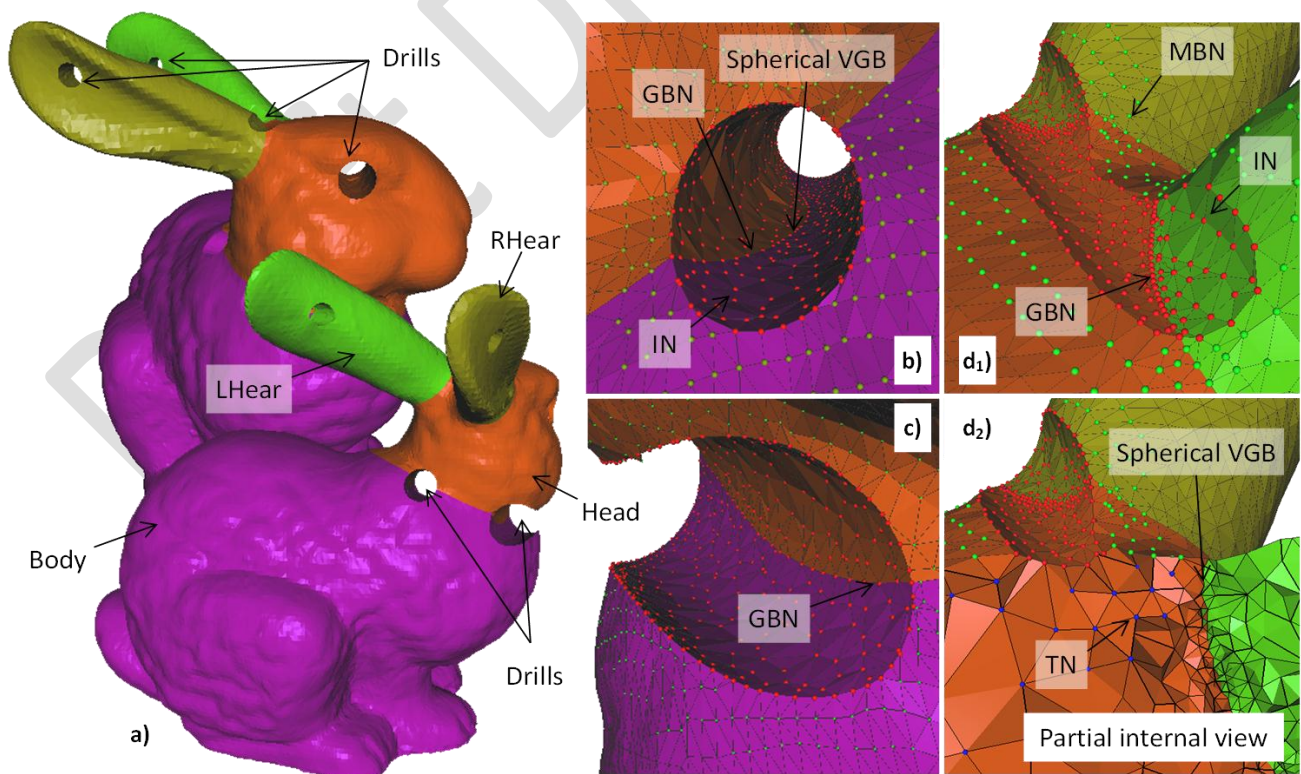 Drills
RHear
LHear
Head
Body
Drills
a)
Spherical VGB
GBN
IN
b)
c)
GBN
MBN
IN
GBN
d₁)
d₂)
Spherical VGB
TN
Partial internal view